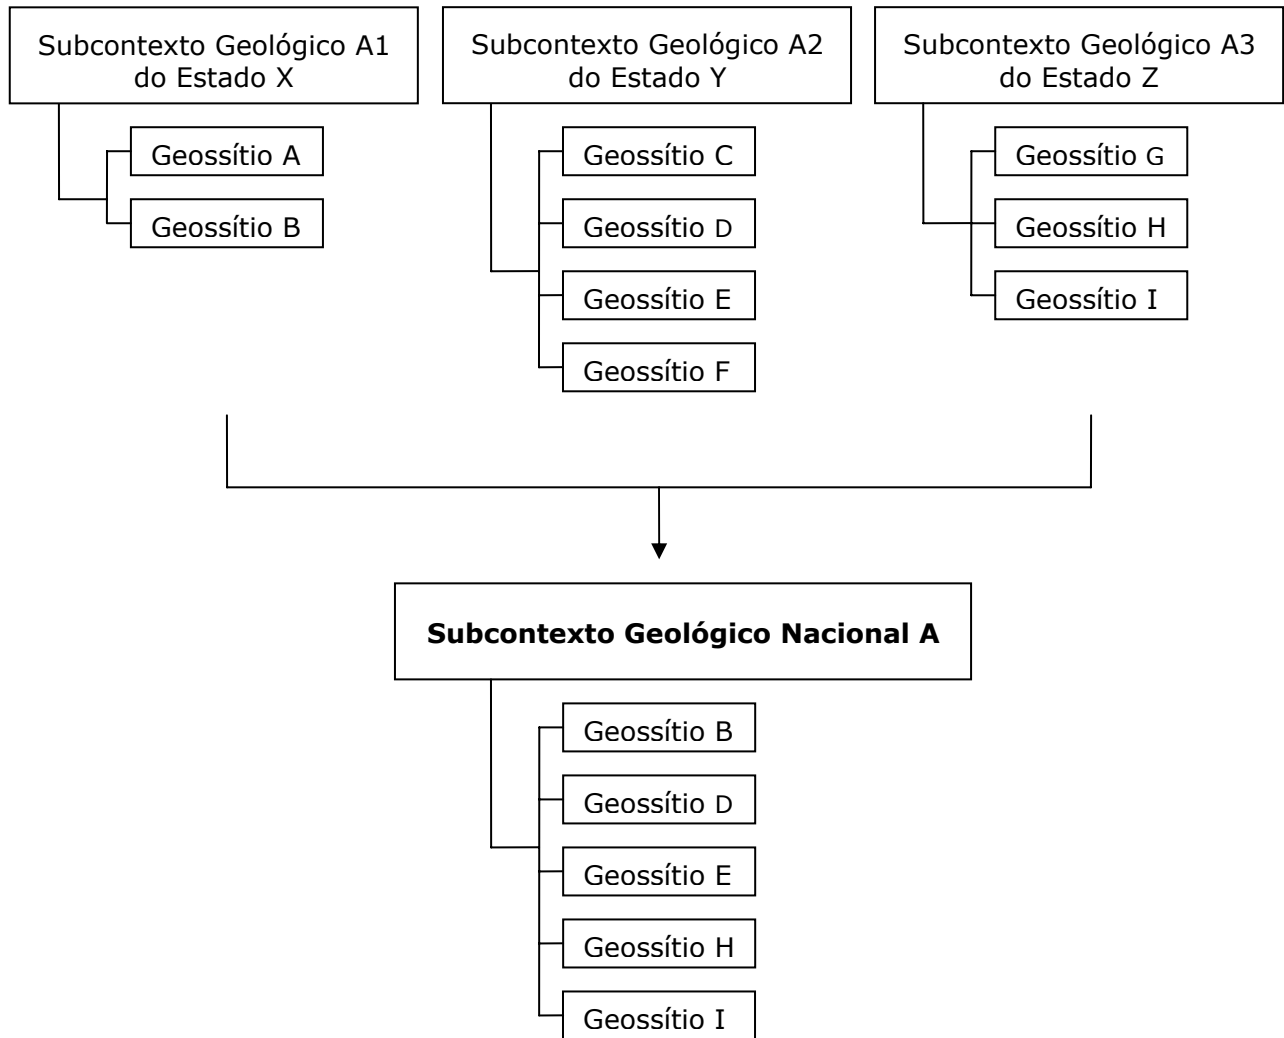 Subcontexto Geológico A1
do Estado X
Geossítio A
Geossítio B
Subcontexto Geológico A2
do Estado Y
Geossítio C
Geossítio D
Geossítio E
Geossítio F
Subcontexto Geológico A3
do Estado Z
Geossítio G
Geossítio H
Geossítio I
Subcontexto Geológico Nacional A
Geossítio B
Geossítio D
Geossítio E
Geossítio H
Geossítio I